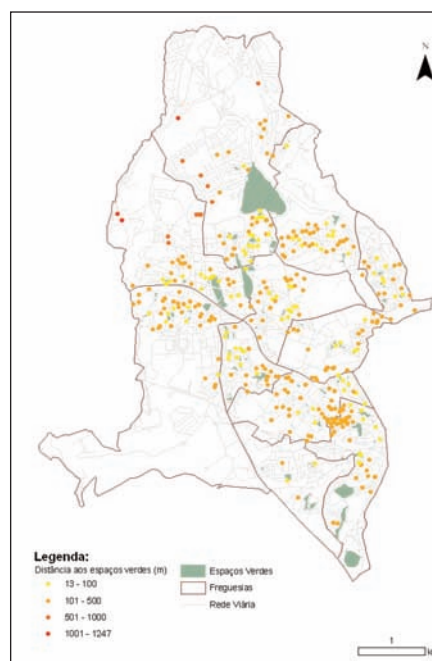 N
Legenda:
Distância aos espaços verdes (m)
13 - 100
101 - 500
501 - 1000
1001 - 1247
Espaços Verdes
Freguesias
Rede Viária
1